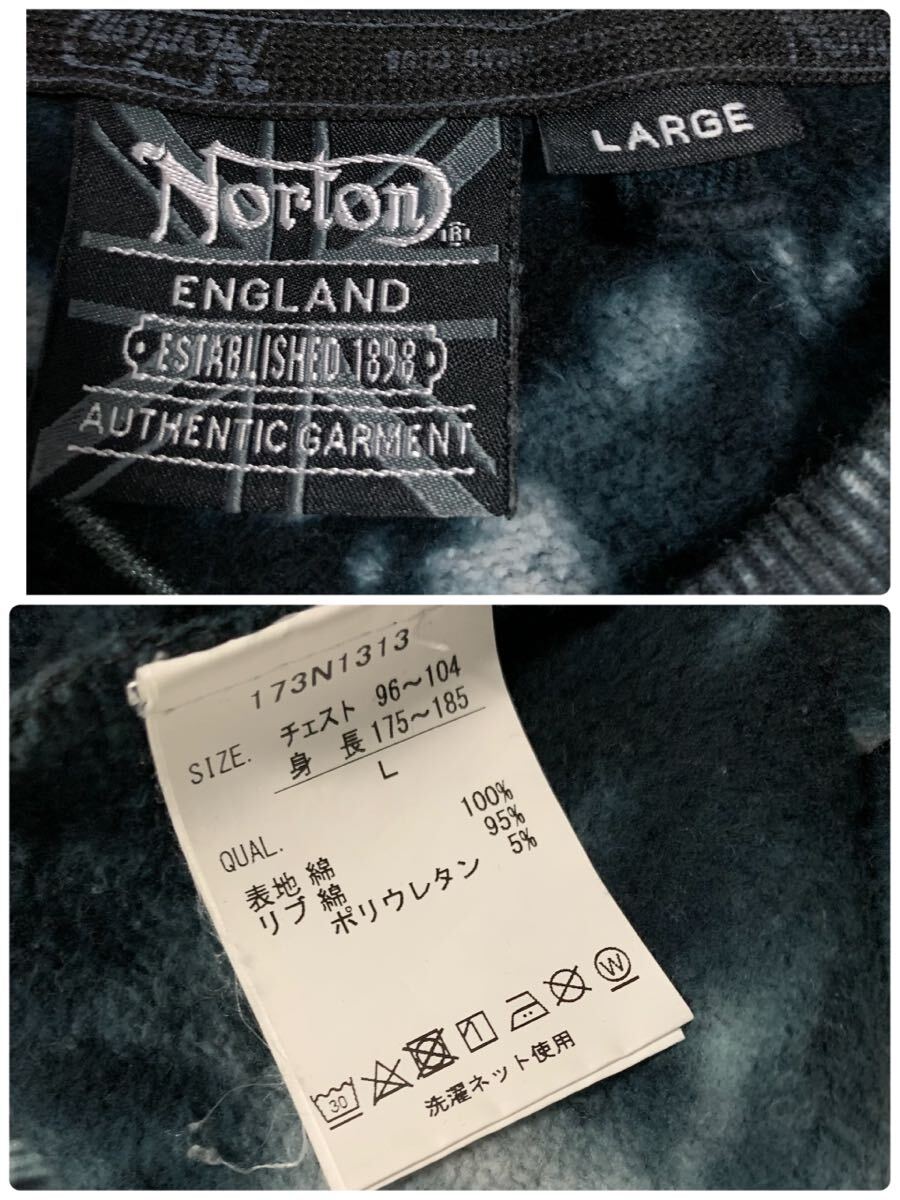 Norton
LARGE
ENGLAND
ESTABLISHED 1898
AUTHENTIC GARMENT
173N1313
SIZE. チェスト 96～104
身 長 175～185
L
QUAL.
表地 綿 100%
リブ 綿 95%
ポリウレタン 5%
30
W
洗濯ネット使用